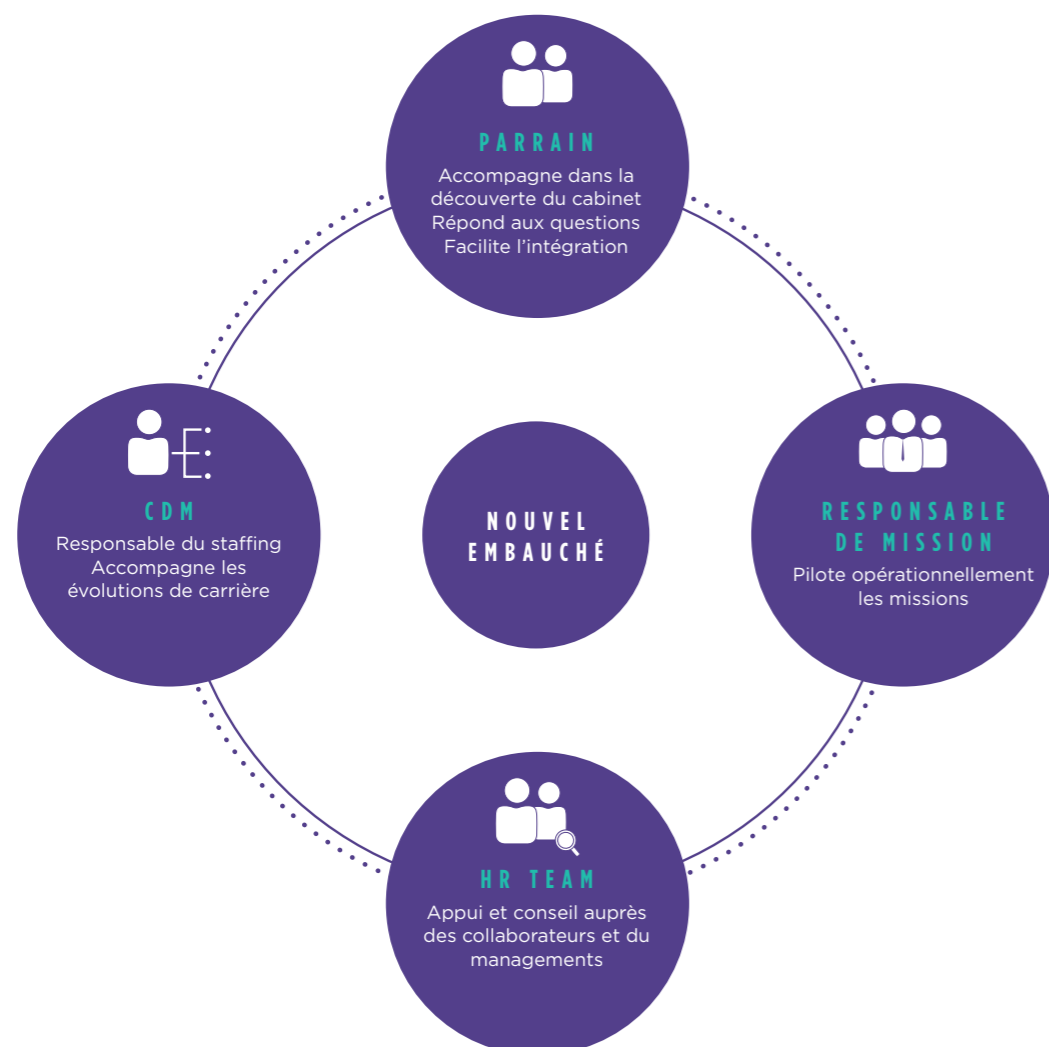 PARRAIN
Accompagne dans la
découverte du cabinet
Répond aux questions
Facilite l'intégration
CDM
Responsable du staffing
Accompagne les
évolutions de carrière
NOUVEL
EMBAUCHÉ
RESPONSABLE
DE MISSION
Pilote opérationnellement
les missions
HR TEAM
Appui et conseil auprès
des collaborateurs et du
managements